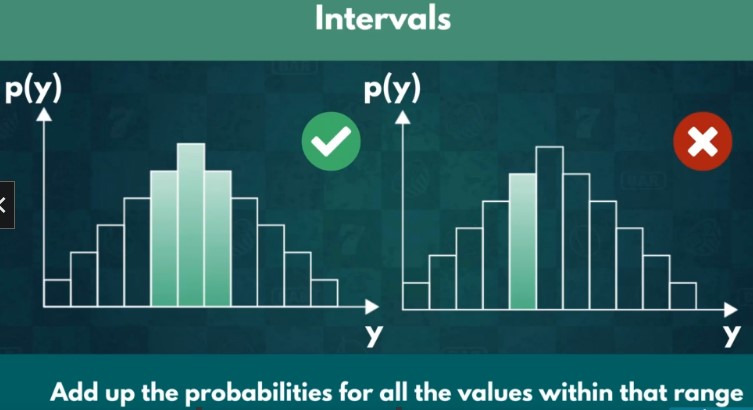 Intervals
p(y)
p(y)
y
y
Add up the probabilities for all the values within that range